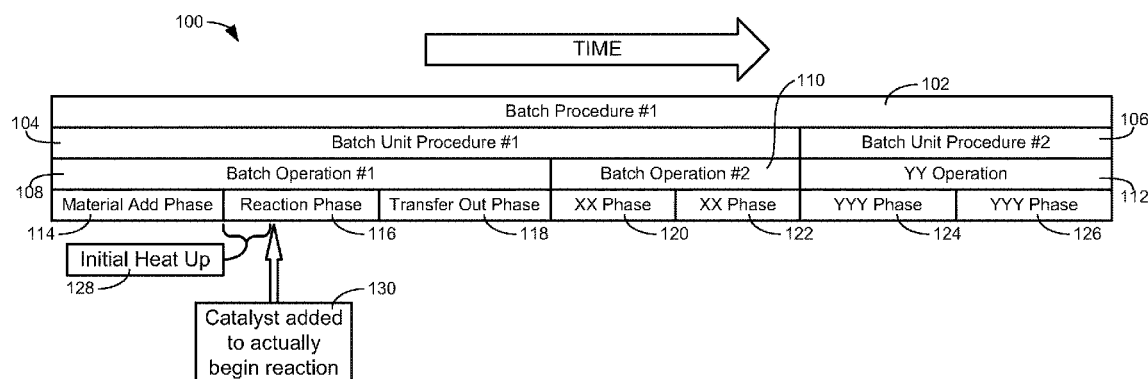 100
TIME
110
102
Batch Procedure #1
104
Batch Unit Procedure #1
Batch Unit Procedure #2
106
108
Batch Operation #1
Batch Operation #2
YY Operation
112
Material Add Phase
Reaction Phase
Transfer Out Phase
XX Phase
XX Phase
YYY Phase
YYY Phase
114
116
118
120
122
124
126
Initial Heat Up
128
130
Catalyst added
to actually
begin reaction